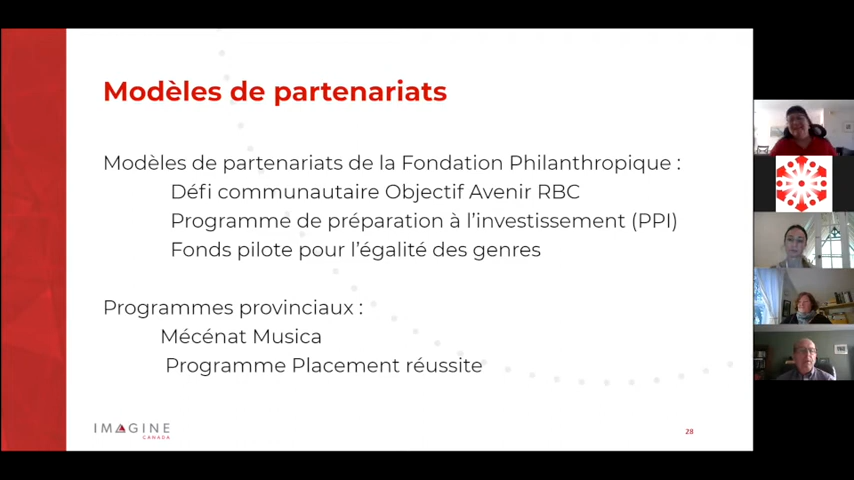 Modèles de partenariats
Modèles de partenariats de la Fondation Philanthropique :
Défi communautaire Objectif Avenir RBC
Programme de préparation à l'investissement (PPI)
Fonds pilote pour l'égalité des genres
Programmes provinciaux :
Mécénat Musica
Programme Placement réussite
IMAGINE
CANADA
28